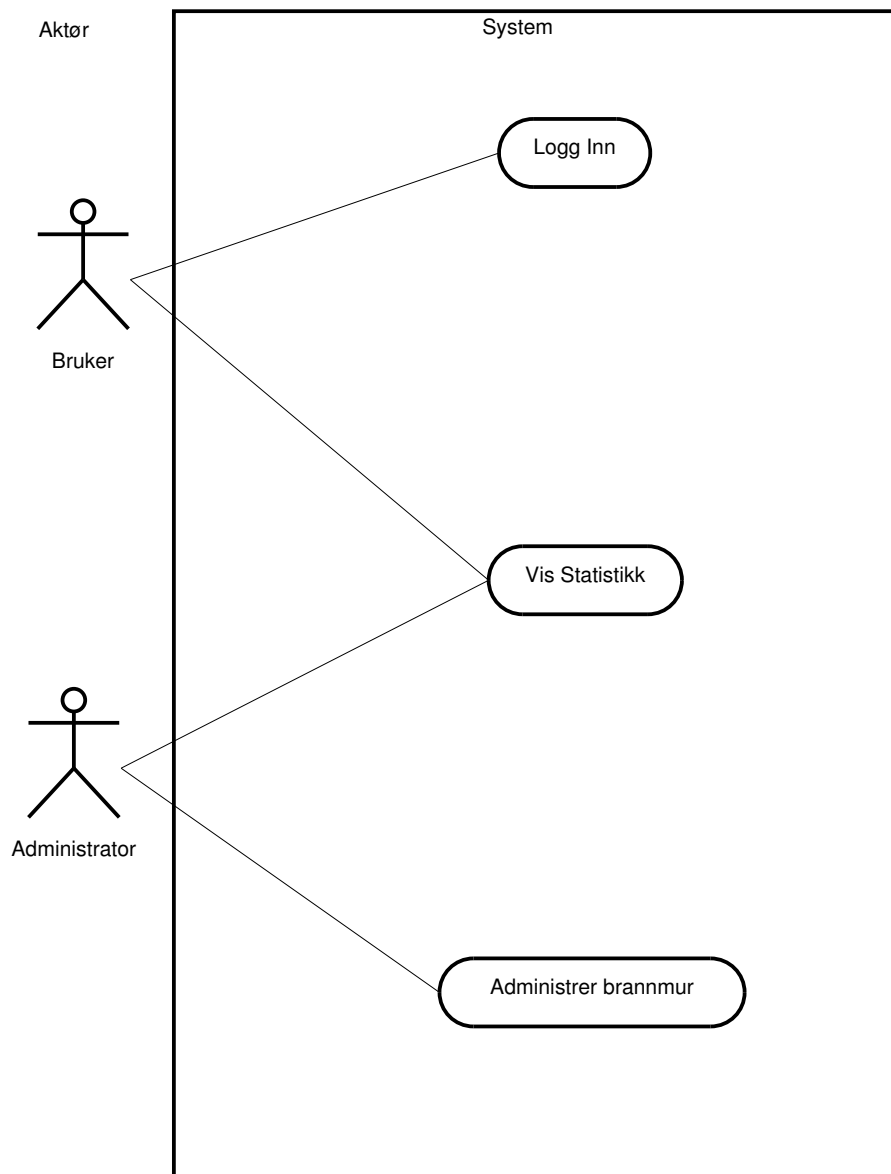 Aktør
System
Logg Inn
Bruker
Vis Statistikk
Administrator
Administrer brannmur